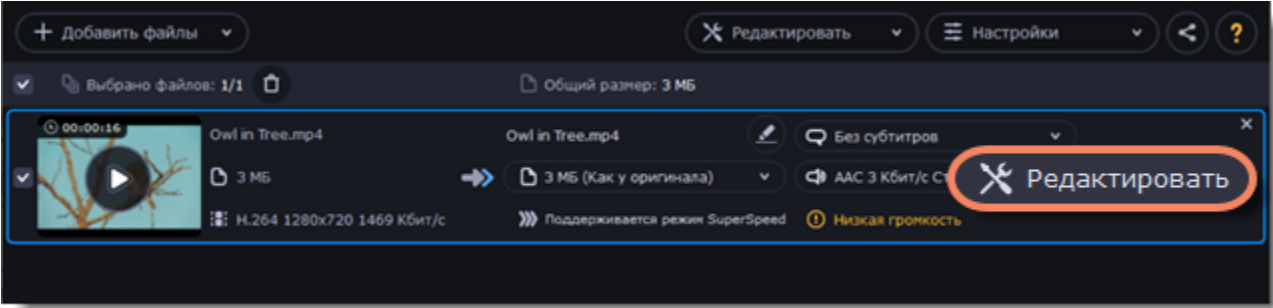 Добавить файлы
Редактировать
Настройки
?
Выбрано файлов: 1/1
Общий размер: 3 МБ
00:00:16
Owl in Tree.mp4
Owl in Tree.mp4
Без субтитров
3 МБ
3 МБ (Как у оригинала)
AAC 3 Кбит/с
Редактировать
H.264 1280x720 1469 Кбит/с
Поддерживается режим SuperSpeed
Низкая громкость